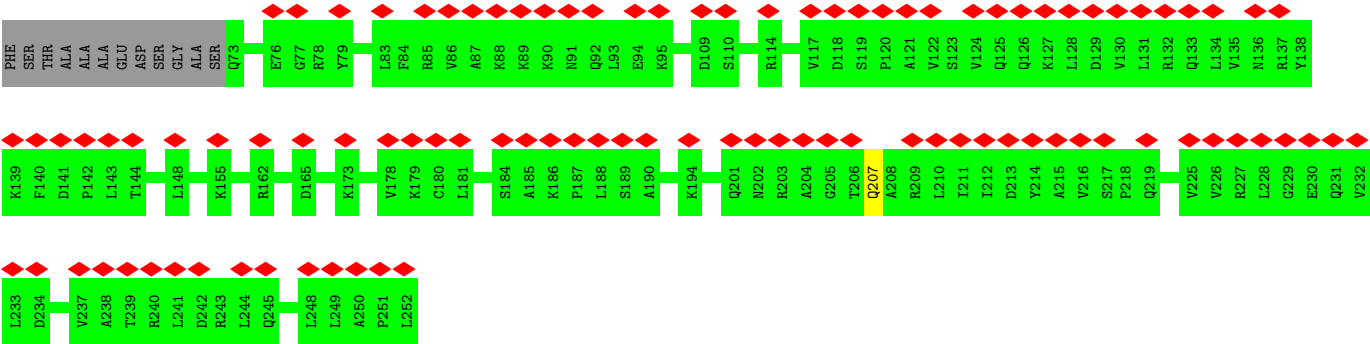 PHE SER THR ALA ALA ALA GLU ASP SER GLY ALA SER Q73 E76 G77 R78 Y79 L83 F84 R85 V86 A87 K88 K89 K90 N91 Q92 L93 E94 K95 D109 S110 R114 V117 D118 S119 P120 A121 V122 S123 V124 Q125 Q126 K127 L128 D129 V130 L131 R132 Q133 L134 V135 N136 R137 Y138
K139 F140 D141 P142 L143 T144 L148 K155 R162 D165 K173 V178 K179 C180 L181 S184 A185 K186 P187 L188 S189 A190 K194 Q201 N202 R203 A204 G205 T206 Q207 A208 R209 L210 I211 I212 D213 Y214 A215 V216 S217 P218 Q219 V225 V226 R227 L228 G229 E230 Q231 V232
L233 D234 V237 A238 T239 R240 L241 D242 R243 L244 Q245 L248 L249 A250 P251 L252